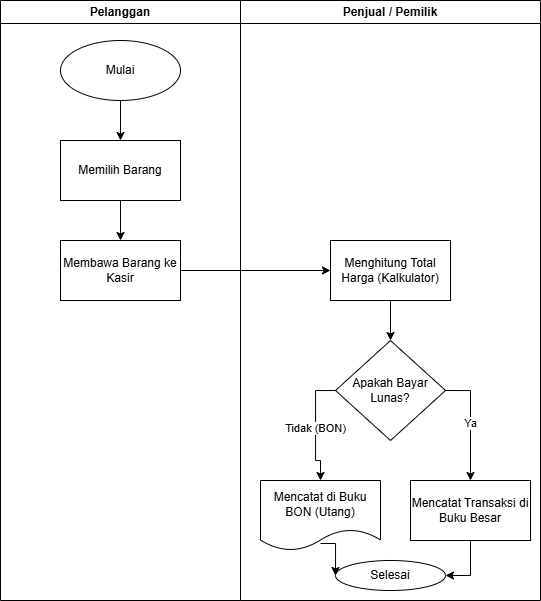 Pelanggan
Penjual / Pemilik
Mulai
Memilih Barang
Membawa Barang ke
Kasir
Menghitung Total
Harga (Kalkulator)
Apakah Bayar
Lunas?
Tidak (BON)
Ya
Mencatat di Buku
BON (Utang)
Mencatat Transaksi di
Buku Besar
Selesai